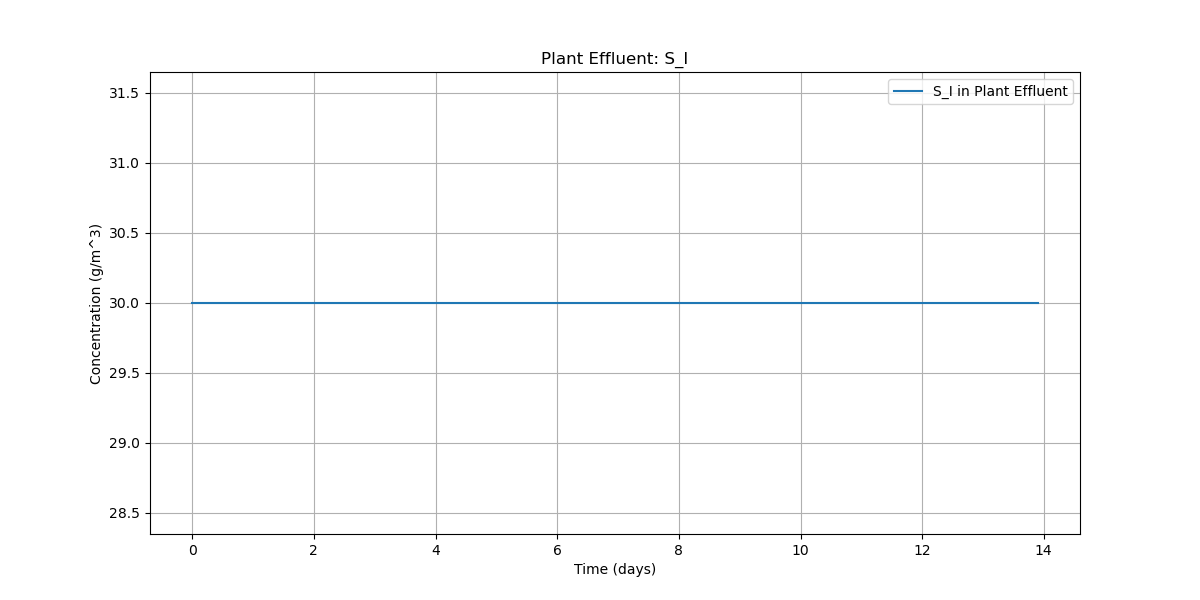 Plant Effluent: S_I
S_I in Plant Effluent
Concentration (g/m^3)
31.5
31.0
30.5
30.0
29.5
29.0
28.5
0 2 4 6 8 10 12 14
Time (days)